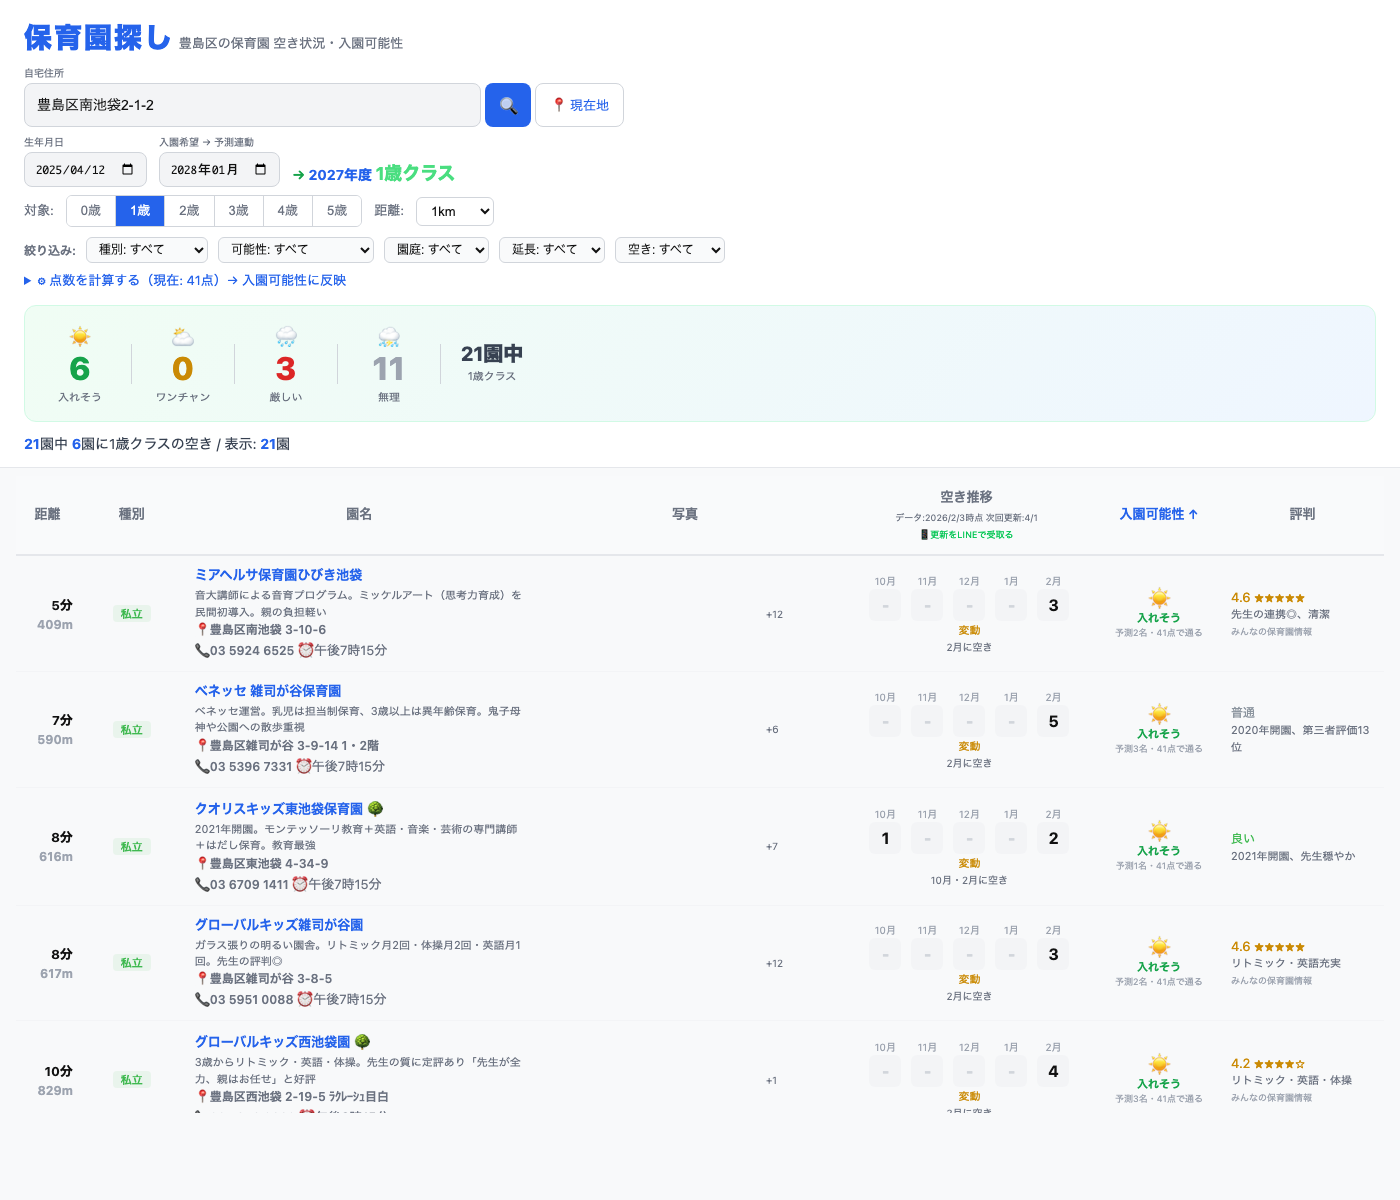 保育園探し 豊島区の保育園 空き状況・入園可能性
自宅住所
豊島区南池袋2-1-2
現在地
生年月日 入園希望 → 予測連動
2025/04/12 2028年01月 → 2027年度 1歳クラス
対象: 0歳 1歳 2歳 3歳 4歳 5歳 距離: 1km
絞り込み: 種別: すべて 可能性: すべて 園庭: すべて 延長: すべて 空き: すべて
▶ ⚙ 点数を計算する（現在: 41点）→ 入園可能性に反映
6 0 3 11 21園中
入れそう ワンチャン 厳しい 無理 1歳クラス
21園中 6園に1歳クラスの空き / 表示: 21園
距離 種別 園名 写真 空き推移 入園可能性 ↑ 評判
データ:2026/2/3時点 次回更新:4/1
更新をLINEで受取る
5分
409m
私立
ミアヘルサ保育園ひびき池袋
音大講師による音育プログラム。ミッケルアート（思考力育成）を
民間初導入。親の負担軽い
📍豊島区南池袋 3-10-6
📞03 5924 6525 ⏰午後7時15分
+12
10月 11月 12月 1月 2月
- - - - 3
変動
2月に空き
入れそう
予測2名・41点で通る
4.6 ★★★★★
先生の連携◎、清潔
みんなの保育園情報
7分
590m
私立
ベネッセ 雑司が谷保育園
ベネッセ運営。乳児は担当制保育、3歳以上は異年齢保育。鬼子母
神や公園への散歩重視
📍豊島区雑司が谷 3-9-14 1・2階
📞03 5396 7331 ⏰午後7時15分
+6
10月 11月 12月 1月 2月
- - - - 5
変動
2月に空き
入れそう
予測3名・41点で通る
普通
2020年開園、第三者評価13
位
8分
616m
私立
クオリスキッズ東池袋保育園 🌳
2021年開園。モンテッソーリ教育＋英語・音楽・芸術の専門講師
＋はだし保育。教育最強
📍豊島区東池袋 4-34-9
📞03 6709 1411 ⏰午後7時15分
+7
10月 11月 12月 1月 2月
1 - - - 2
変動
10月・2月に空き
入れそう
予測1名・41点で通る
良い
2021年開園、先生穏やか
8分
617m
私立
グローバルキッズ雑司が谷園
ガラス張りの明るい園舎。リトミック月2回・体操月2回・英語月1
回。先生の評判◎
📍豊島区雑司が谷 3-8-5
📞03 5951 0088 ⏰午後7時15分
+12
10月 11月 12月 1月 2月
- - - - 3
変動
2月に空き
入れそう
予測2名・41点で通る
4.6 ★★★★★
リトミック・英語充実
みんなの保育園情報
10分
829m
私立
グローバルキッズ西池袋園 🌳
3歳からリトミック・英語・体操。先生の質に定評あり「先生が全
力、親はお任せ」と好評
📍豊島区西池袋 2-19-5 ﾗｸﾚｰｼｭ目白
+1
10月 11月 12月 1月 2月
- - - - 4
変動
2月に空き
入れそう
予測3名・41点で通る
4.2 ★★★★☆
リトミック・英語・体操
みんなの保育園情報